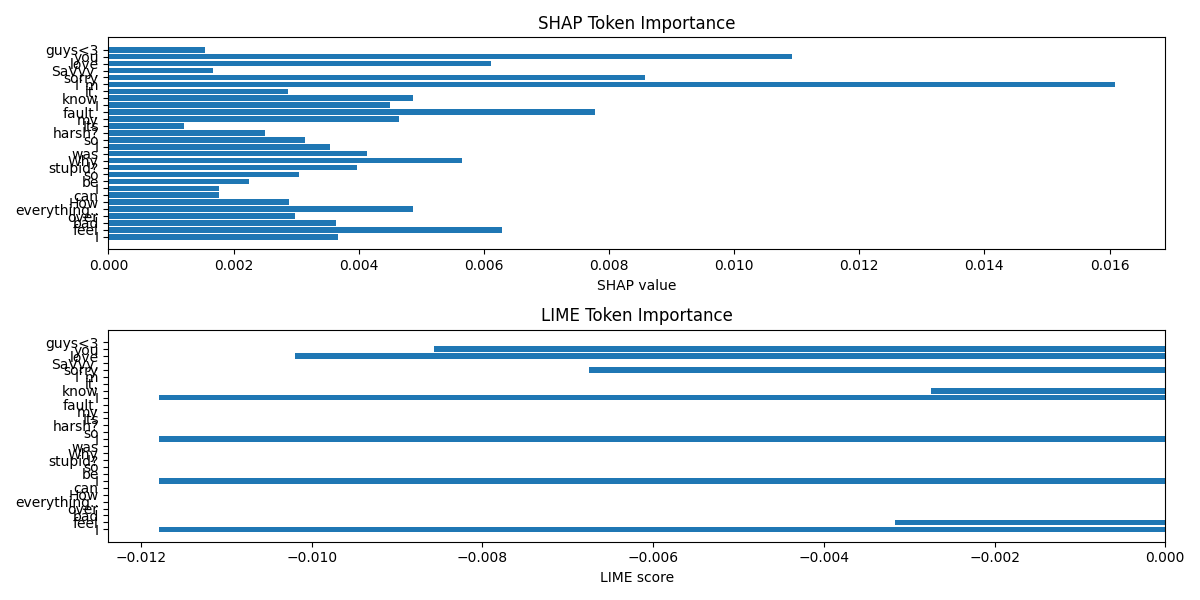 SHAP Token Importance
guys<3
you
love
Savvy,
sorry
I'm
it.
know
I
fault,
my
Its
harsh?
so
I
was
Why
stupid?
so
be
I
can
How
everything..
over
bad
feel
I
0.000 0.002 0.004 0.006 0.008 0.010 0.012 0.014 0.016
SHAP value
LIME Token Importance
guys<3
you
love
sorry
know
I
fault,
my
harsh?
so
I
was
Why
stupid?
so
be
I
can
How
everything..
over
bad
feel
I
−0.012 −0.010 −0.008 −0.006 −0.004 −0.002 0.000
LIME score